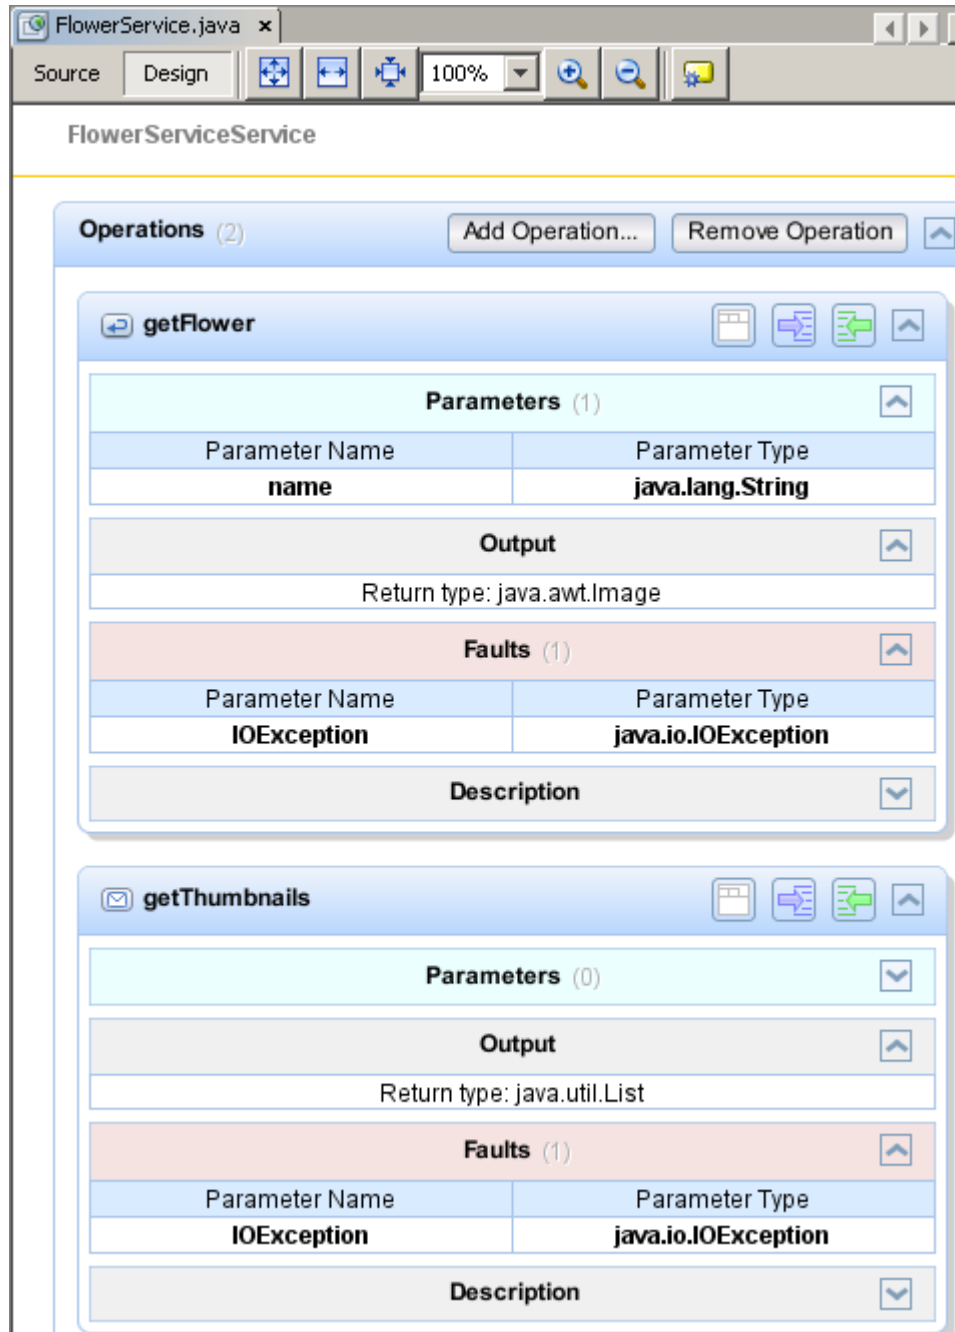 FlowerService.java x
Source Design 100%
FlowerServiceService
Operations (2) Add Operation... Remove Operation
getFlower
Parameters (1)
Parameter Name Parameter Type
name java.lang.String
Output
Return type: java.awt.Image
Faults (1)
Parameter Name Parameter Type
IOException java.io.IOException
Description
getThumbnails
Parameters (0)
Output
Return type: java.util.List
Faults (1)
Parameter Name Parameter Type
IOException java.io.IOException
Description